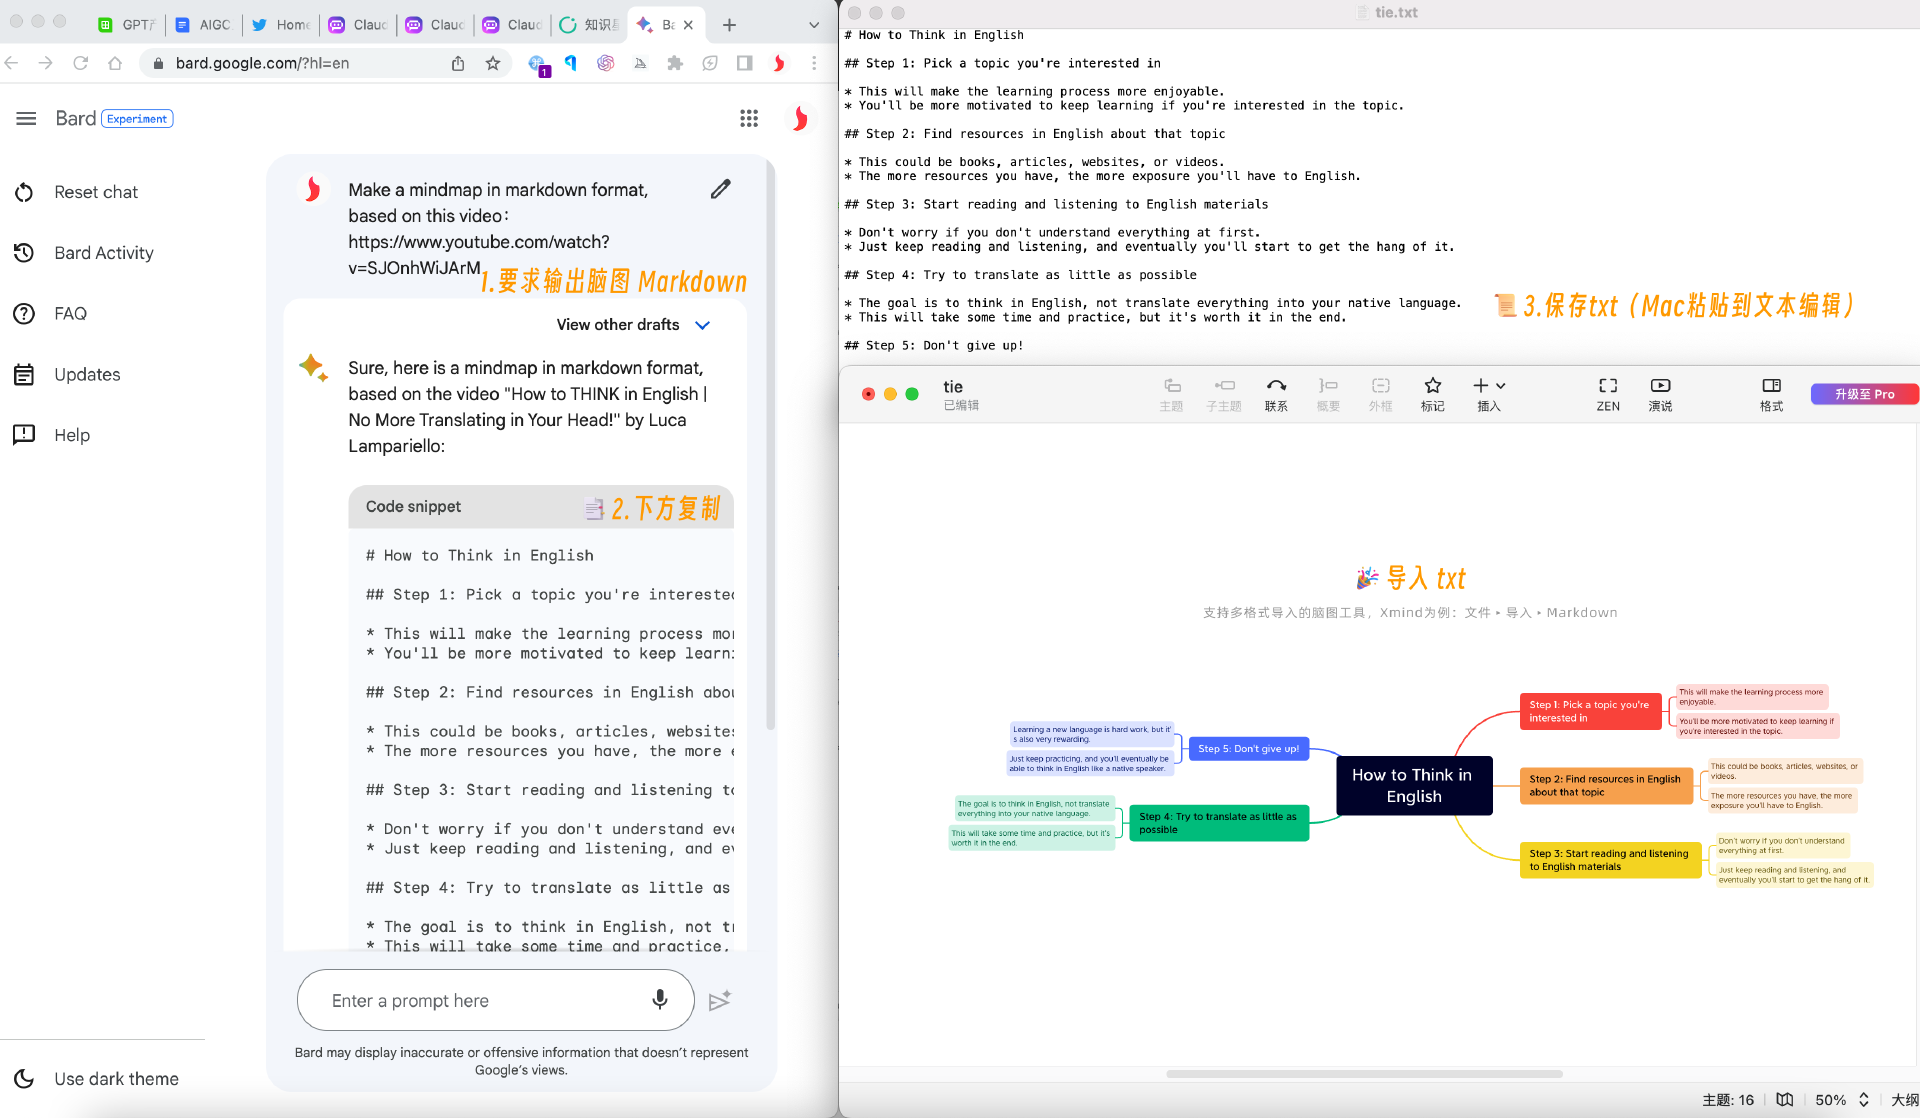 GPT产
AIGC
Home
Claud
Claud
Claud
知识星
Ba
bard.google.com/?hl=en
1
Bard Experiment
Reset chat
Bard Activity
FAQ
Updates
Help
Use dark theme
Make a mindmap in markdown format,
based on this video：
https://www.youtube.com/watch?
v=SJOnhWiJArM
1.要求输出脑图 Markdown
View other drafts
Sure, here is a mindmap in markdown format,
based on the video "How to THINK in English |
No More Translating in Your Head!" by Luca
Lampariello:
Code snippet
2.下方复制
# How to Think in English
## Step 1: Pick a topic you're interested
* This will make the learning process mor
* You'll be more motivated to keep learni
## Step 2: Find resources in English abou
* This could be books, articles, websites
* The more resources you have, the more e
## Step 3: Start reading and listening to
* Don't worry if you don't understand eve
* Just keep reading and listening, and ev
## Step 4: Try to translate as little as
* The goal is to think in English, not tr
* This will take some time and practice,
Enter a prompt here
Bard may display inaccurate or offensive information that doesn't represent
Google's views.
tie.txt
# How to Think in English
## Step 1: Pick a topic you're interested in
* This will make the learning process more enjoyable.
* You'll be more motivated to keep learning if you're interested in the topic.
## Step 2: Find resources in English about that topic
* This could be books, articles, websites, or videos.
* The more resources you have, the more exposure you'll have to English.
## Step 3: Start reading and listening to English materials
* Don't worry if you don't understand everything at first.
* Just keep reading and listening, and eventually you'll start to get the hang of it.
## Step 4: Try to translate as little as possible
* The goal is to think in English, not translate everything into your native language.
* This will take some time and practice, but it's worth it in the end.
## Step 5: Don't give up!
3.保存txt（Mac粘贴到文本编辑）
tie
已编辑
主题
子主题
联系
概要
外框
标记
插入
ZEN
演说
格式
升级至 Pro
导入 txt
支持多格式导入的脑图工具，Xmind为例：文件 ▸ 导入 ▸ Markdown
How to Think in
English
Step 1: Pick a topic you're
interested in
This will make the learning process more
enjoyable.
You'll be more motivated to keep learning if
you're interested in the topic.
Step 2: Find resources in English
about that topic
This could be books, articles, websites, or
videos.
The more resources you have, the more
exposure you'll have to English.
Step 3: Start reading and listening
to English materials
Don't worry if you don't understand
everything at first.
Just keep reading and listening, and
eventually you'll start to get the hang of it.
Step 4: Try to translate as little as
possible
The goal is to think in English, not translate
everything into your native language.
This will take some time and practice, but it's
worth it in the end.
Step 5: Don't give up!
Learning a new language is hard work, but it'
s also very rewarding.
Just keep practicing, and you'll eventually be
able to think in English like a native speaker.
主题: 16
50%
大纲